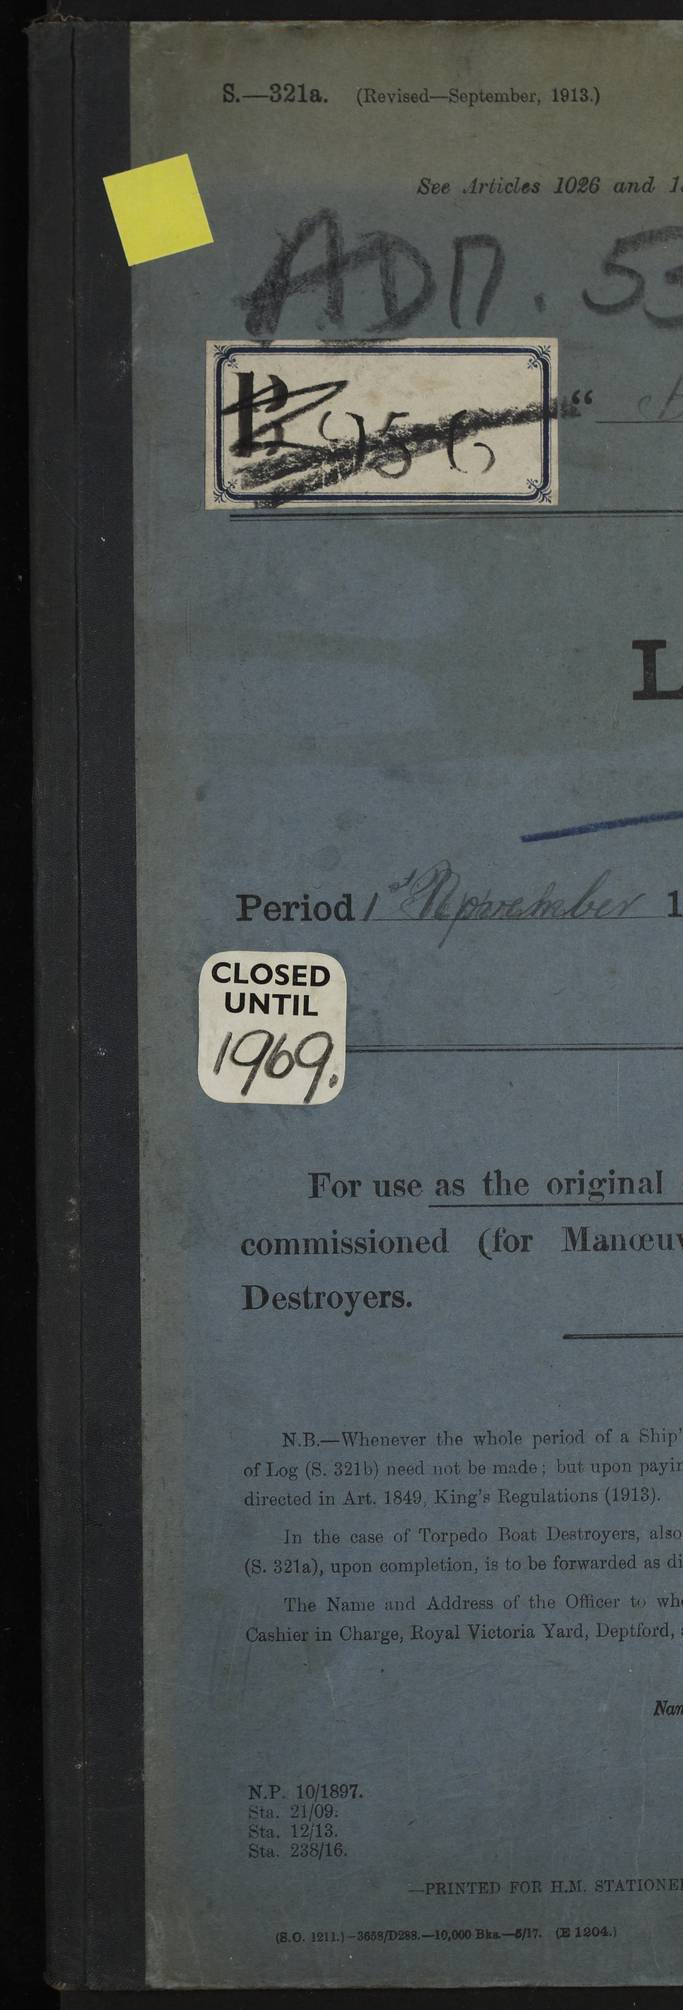 S.—321a. (Revised—September, 1913.)
See Articles 1026 and
ADM. 53
956
"
L
Period 1st November 1
CLOSED
UNTIL
1969.
For use as the original
commissioned (for Manœuv
Destroyers.
N.B.—Whenever the whole period of a Ship'
of Log (S. 321b) need not be made; but upon payin
directed in Art. 1849, King's Regulations (1913).
In the case of Torpedo Boat Destroyers, also
(S. 321a), upon completion, is to be forwarded as di
The Name and Address of the Officer to who
Cashier in Charge, Royal Victoria Yard, Deptford,
Nam
N.P. 10/1897.
Sta. 21/09.
Sta. 12/13.
Sta. 238/16.
—PRINTED FOR H.M. STATIONE
(S.O. 1211.)—3658/D288.—10,000 Bks.—5/17. (E 1204.)